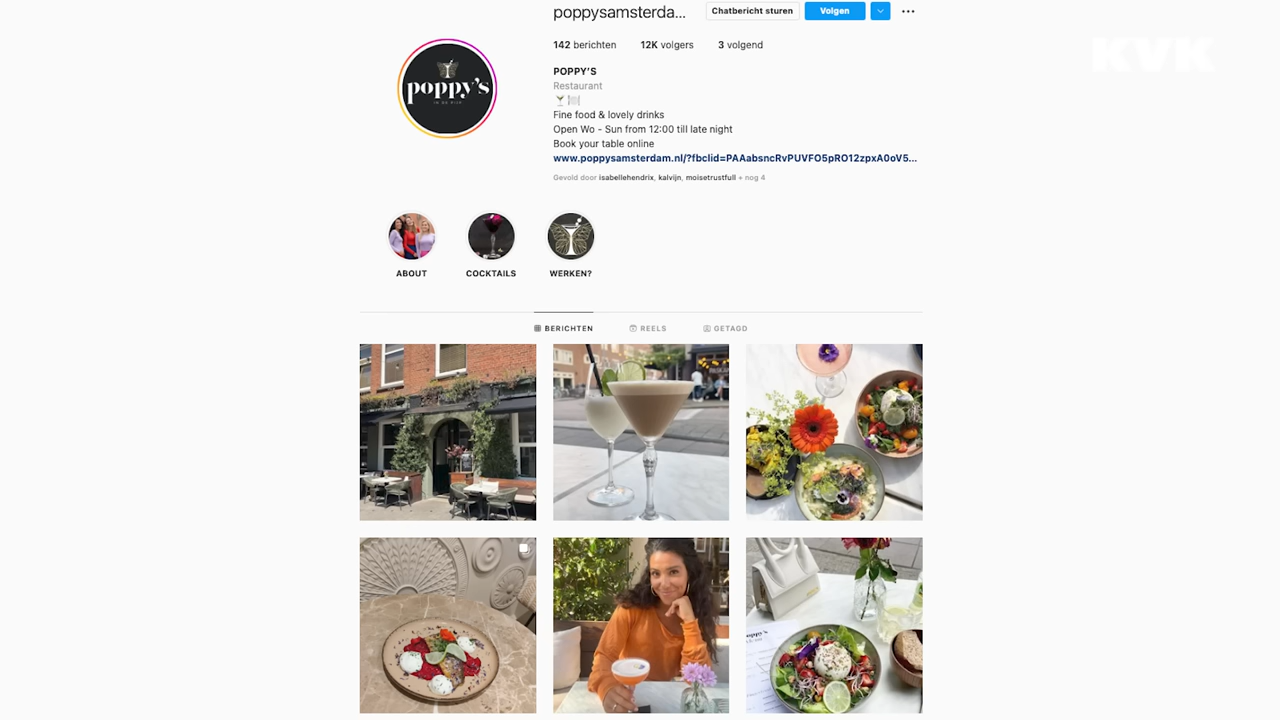 poppysamsterda...
Chatbericht sturen
Volgen
142 berichten 12K volgers 3 volgend
KVK
poppy's
POPPY'S
Restaurant
Fine food & lovely drinks
Open Wo - Sun from 12:00 till late night
Book your table online
www.poppysamsterdam.nl/?fbclid=PAAabsncRvPUVFO5pRO12zpxA0oV5...
Gevold door isabellehendrix, kalvijn, moisetrustfull + nog 4
ABOUT COCKTAILS WERKEN?
BERICHTEN REELS GETAGD